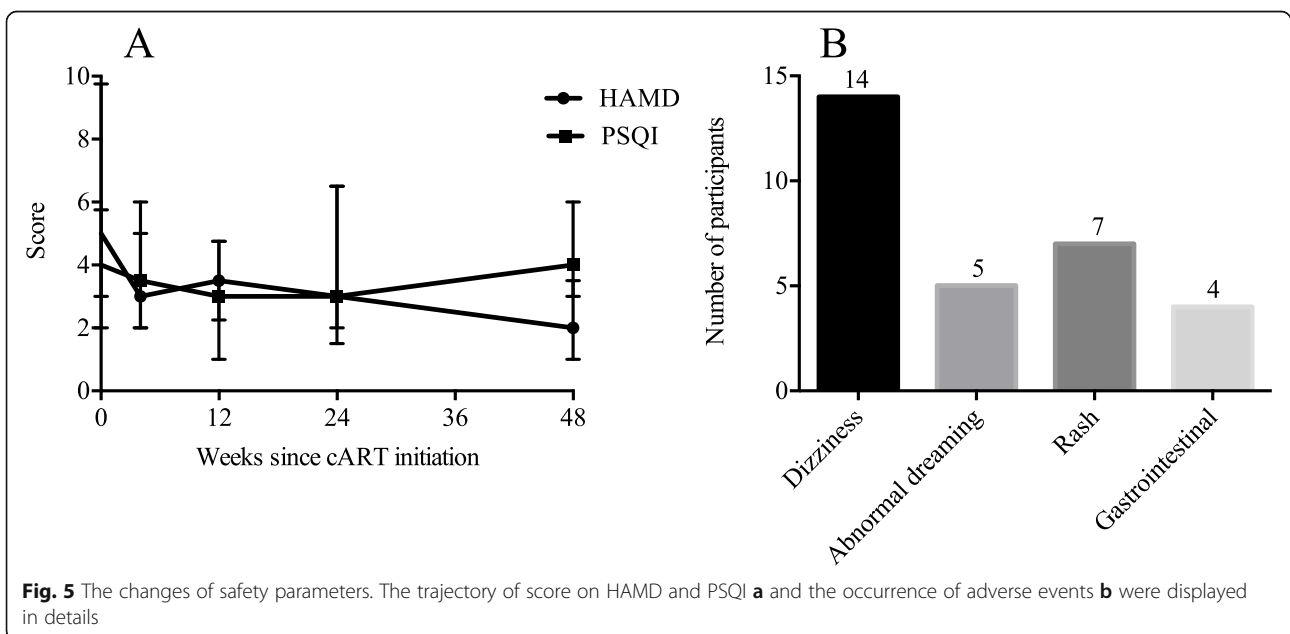 A
10
8
6
4
2
0
Score
0 12 24 36 48
Weeks since cART initiation
HAMD
PSQI
B
15
10
5
0
Number of participants
14
5
7
4
Dizziness
Abnormal dreaming
Rash
Gastrointestinal
Fig. 5 The changes of safety parameters. The trajectory of score on HAMD and PSQI a and the occurrence of adverse events b were displayed
in details